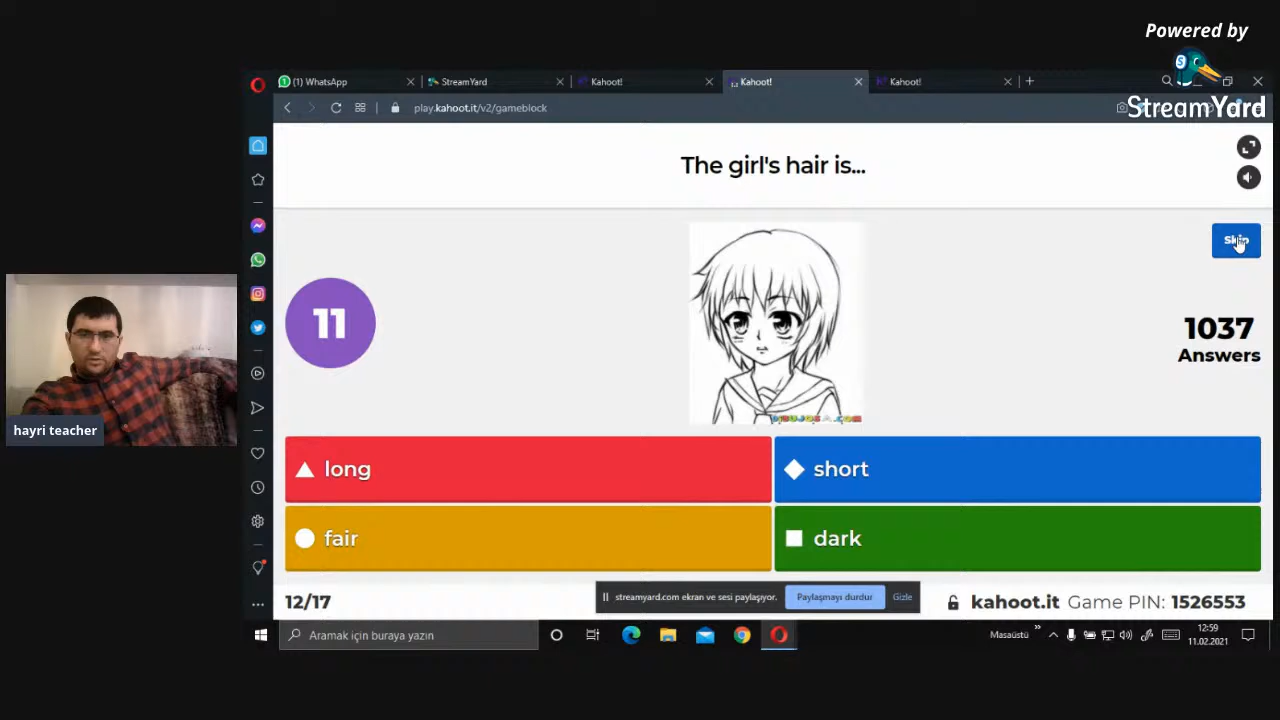 Powered by
StreamYard
(1) WhatsApp
StreamYard
Kahoot!
Kahoot!
Kahoot!
play.kahoot.it/v2/gameblock
The girl's hair is...
Skip
11
1037
Answers
hayri teacher
long
short
fair
dark
12/17
streamyard.com ekran ve sesi paylaşıyor.
Paylaşmayı durdur
Gizle
kahoot.it Game PIN: 1526553
Aramak için buraya yazın
Masaüstü
12:59
11.02.2021